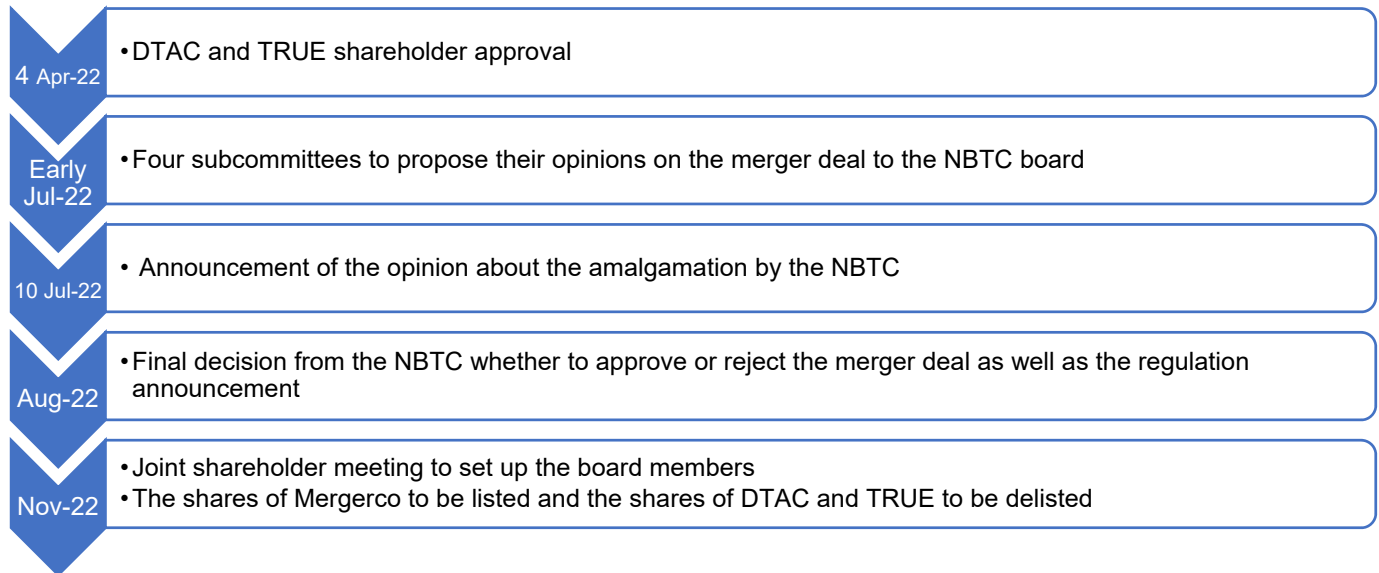 4 Apr-22
•DTAC and TRUE shareholder approval
Early
Jul-22
•Four subcommittees to propose their opinions on the merger deal to the NBTC board
10 Jul-22
• Announcement of the opinion about the amalgamation by the NBTC
Aug-22
•Final decision from the NBTC whether to approve or reject the merger deal as well as the regulation
announcement
Nov-22
•Joint shareholder meeting to set up the board members
•The shares of Mergerco to be listed and the shares of DTAC and TRUE to be delisted